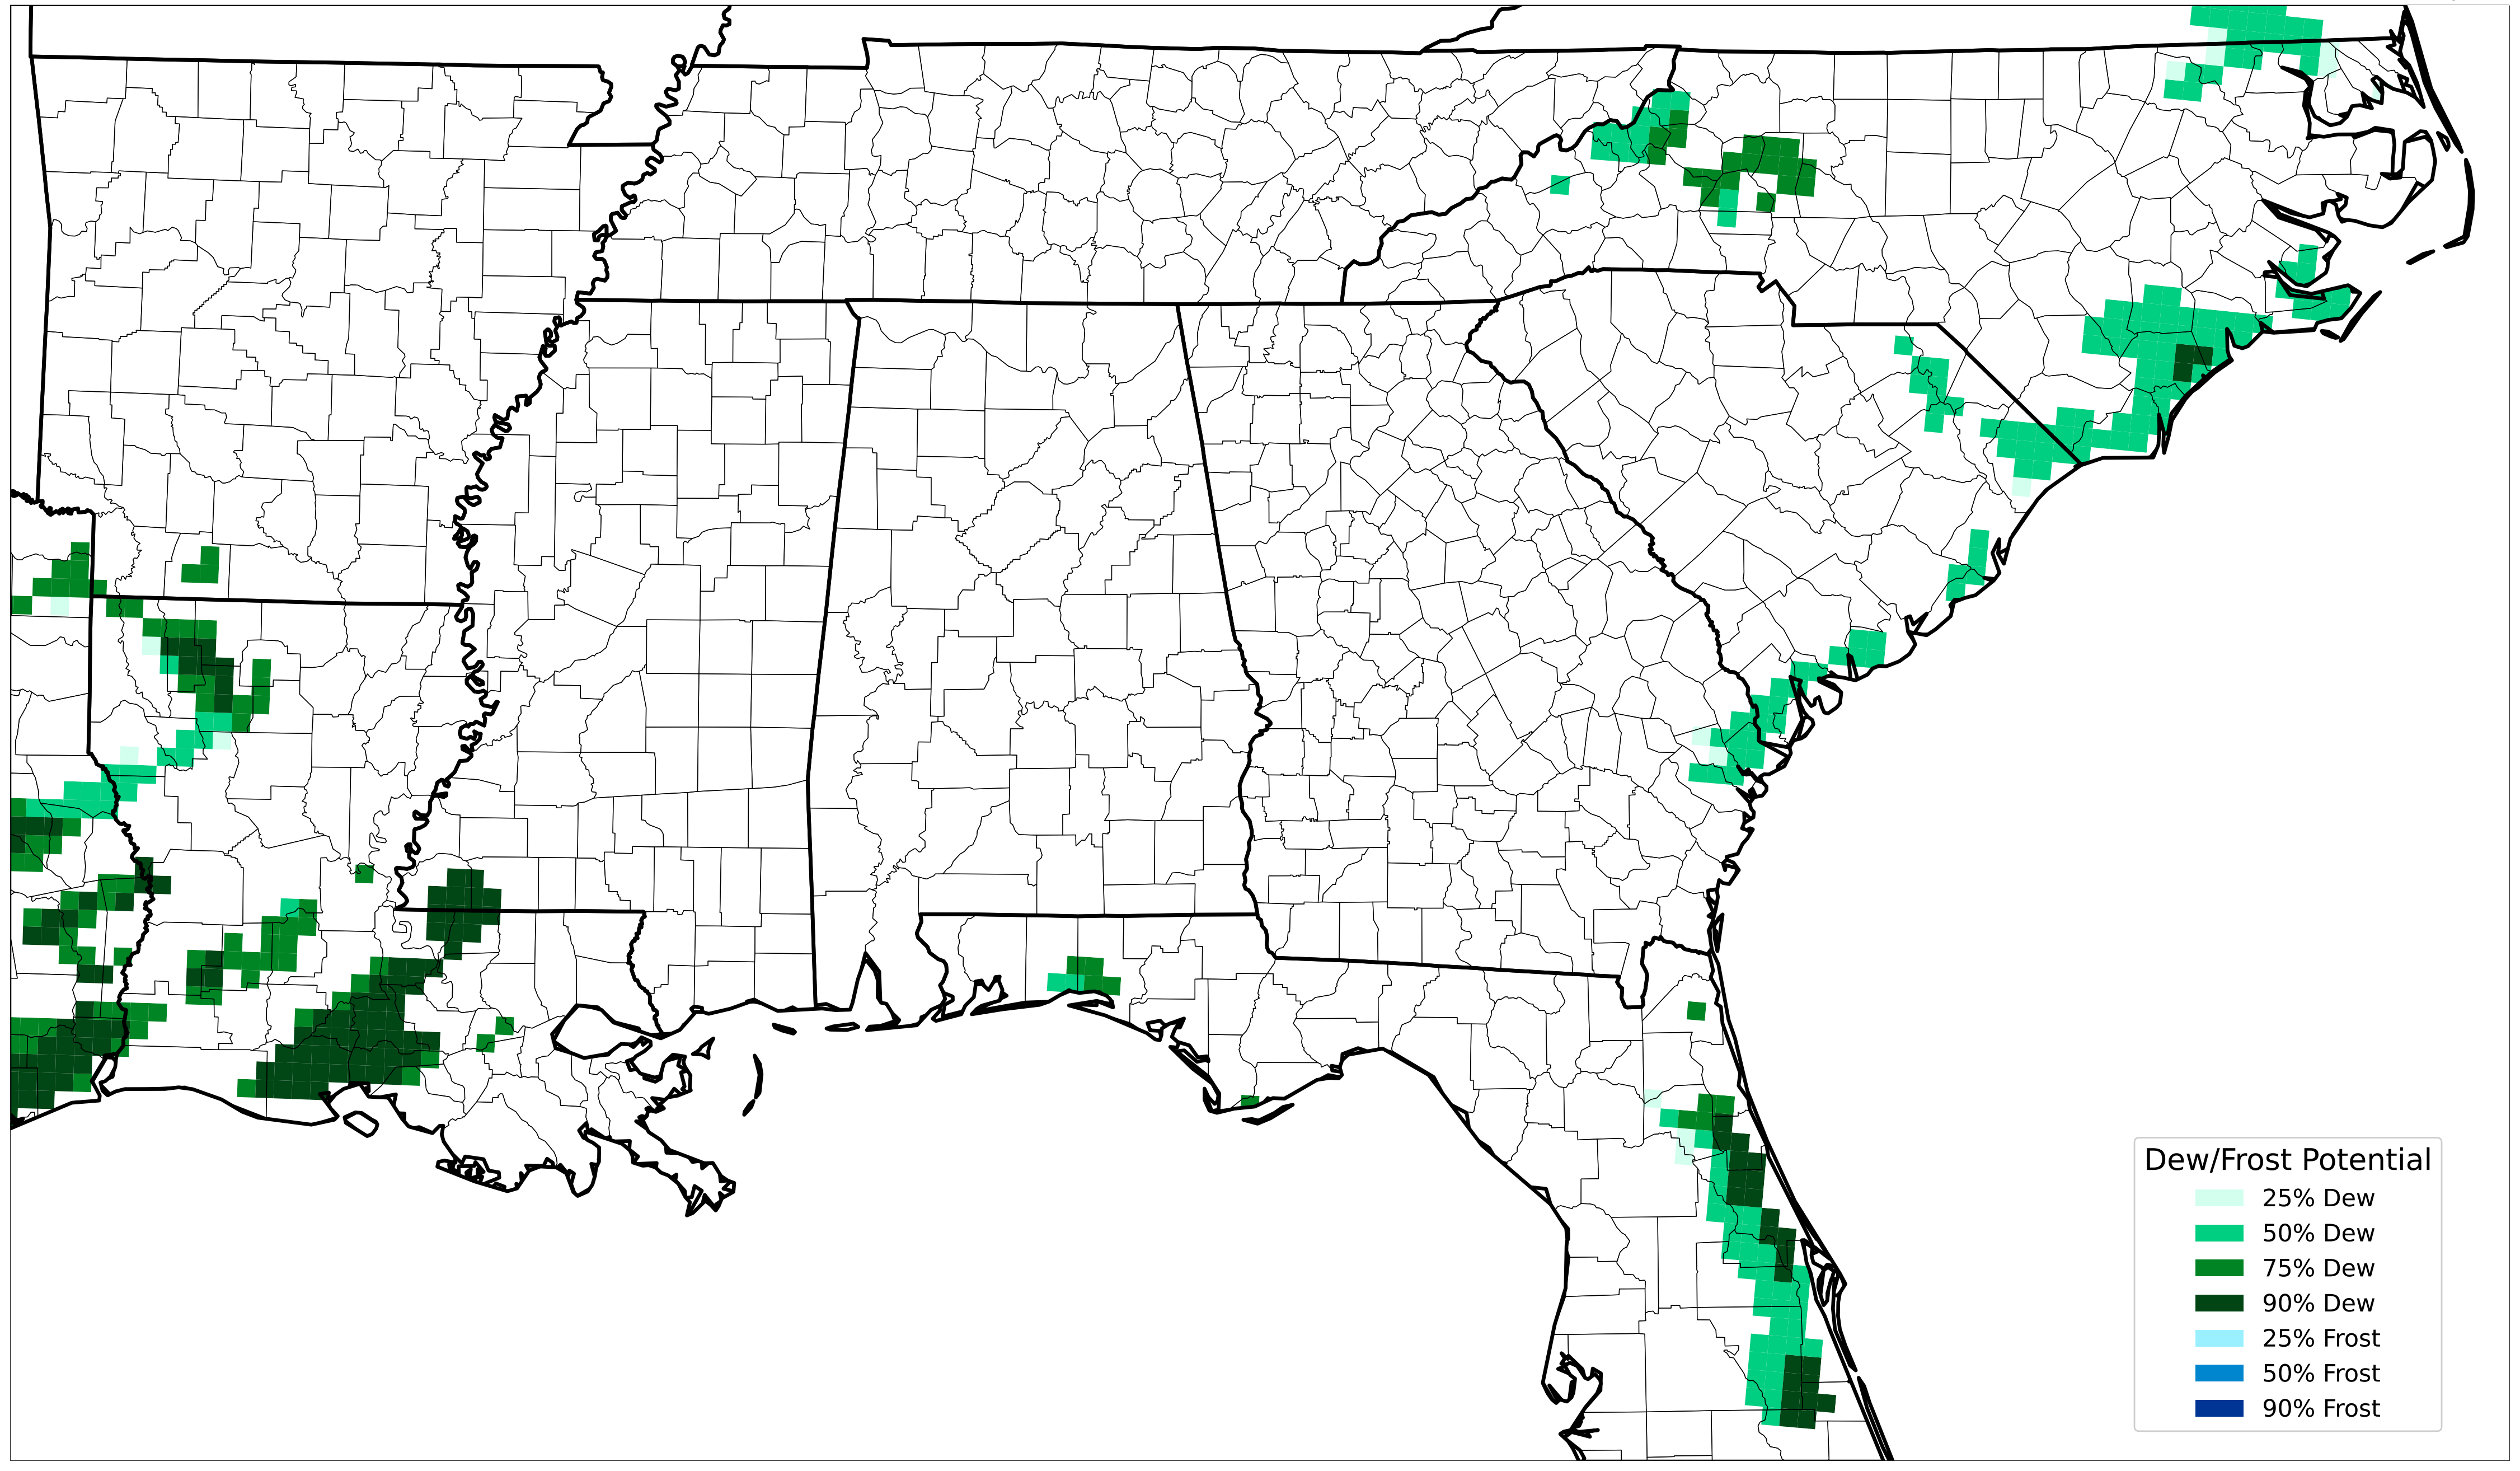 Dew/Frost Potential
25% Dew
50% Dew
75% Dew
90% Dew
25% Frost
50% Frost
90% Frost